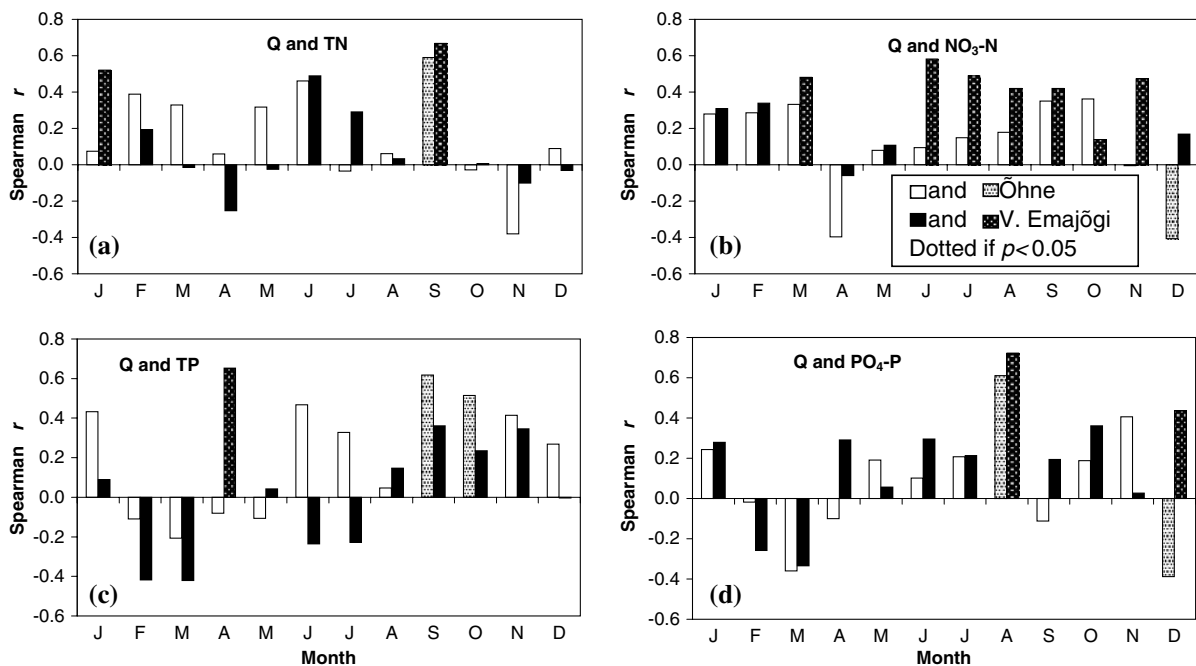 Q and TN
Spearman r
0.8
0.6
0.4
0.2
0.0
-0.2
-0.4
-0.6
(a)
J F M A M J J A S O N D
Q and NO₃-N
Spearman r
0.8
0.6
0.4
0.2
0.0
-0.2
-0.4
-0.6
(b)
and Õhne
and V. Emajõgi
Dotted if p<0.05
J F M A M J J A S O N D
Q and TP
Spearman r
0.8
0.6
0.4
0.2
0.0
-0.2
-0.4
-0.6
(c)
J F M A M J J A S O N D
Month
Q and PO₄-P
Spearman r
0.8
0.6
0.4
0.2
0.0
-0.2
-0.4
-0.6
(d)
J F M A M J J A S O N D
Month